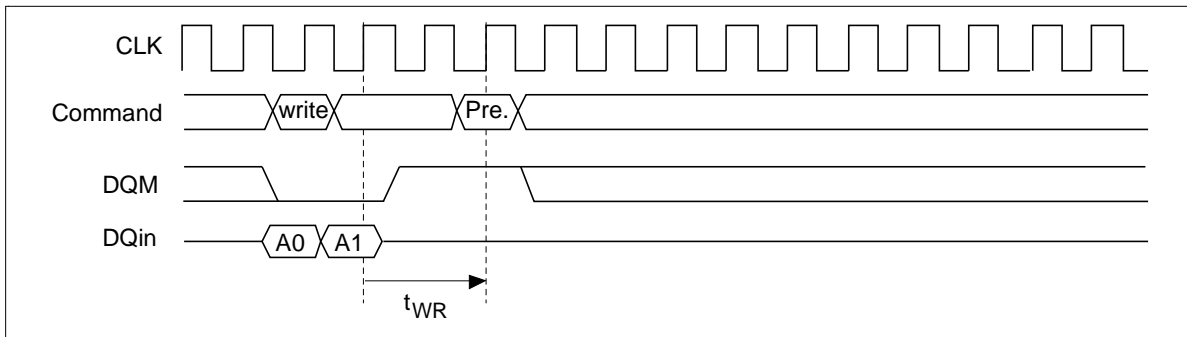 CLK
Command write Pre.
DQM
DQin A0 A1
tWR